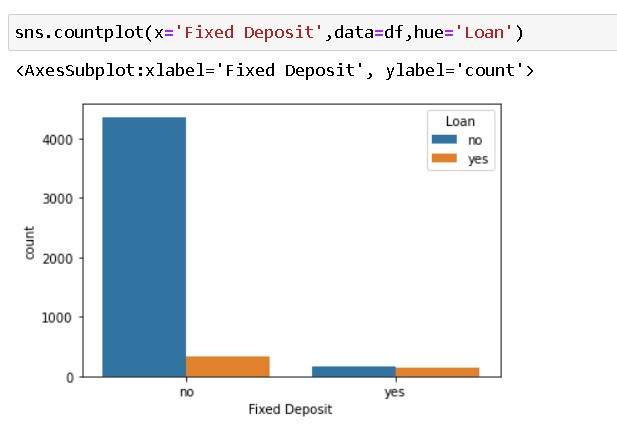 sns.countplot(x='Fixed Deposit',data=df,hue='Loan')
<AxesSubplot:xlabel='Fixed Deposit', ylabel='count'>
Loan
no
yes
4000
3000
2000
1000
0
count
no yes
Fixed Deposit